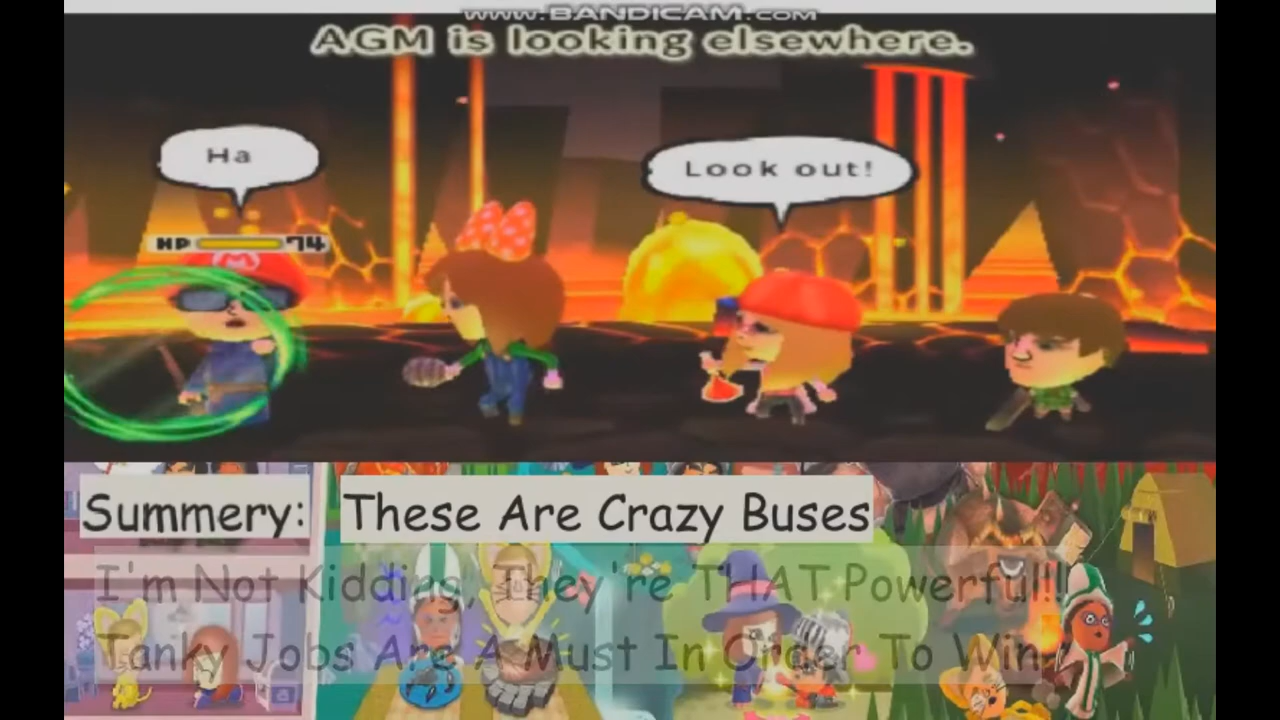 www.BANDICAM.com
AGM is looking elsewhere.
Ha
Look out!
HP 74
M
Summery: These Are Crazy Buses
I'm Not Kidding, They're THAT Powerful!!
Tanky Jobs Are A Must In Order To Win